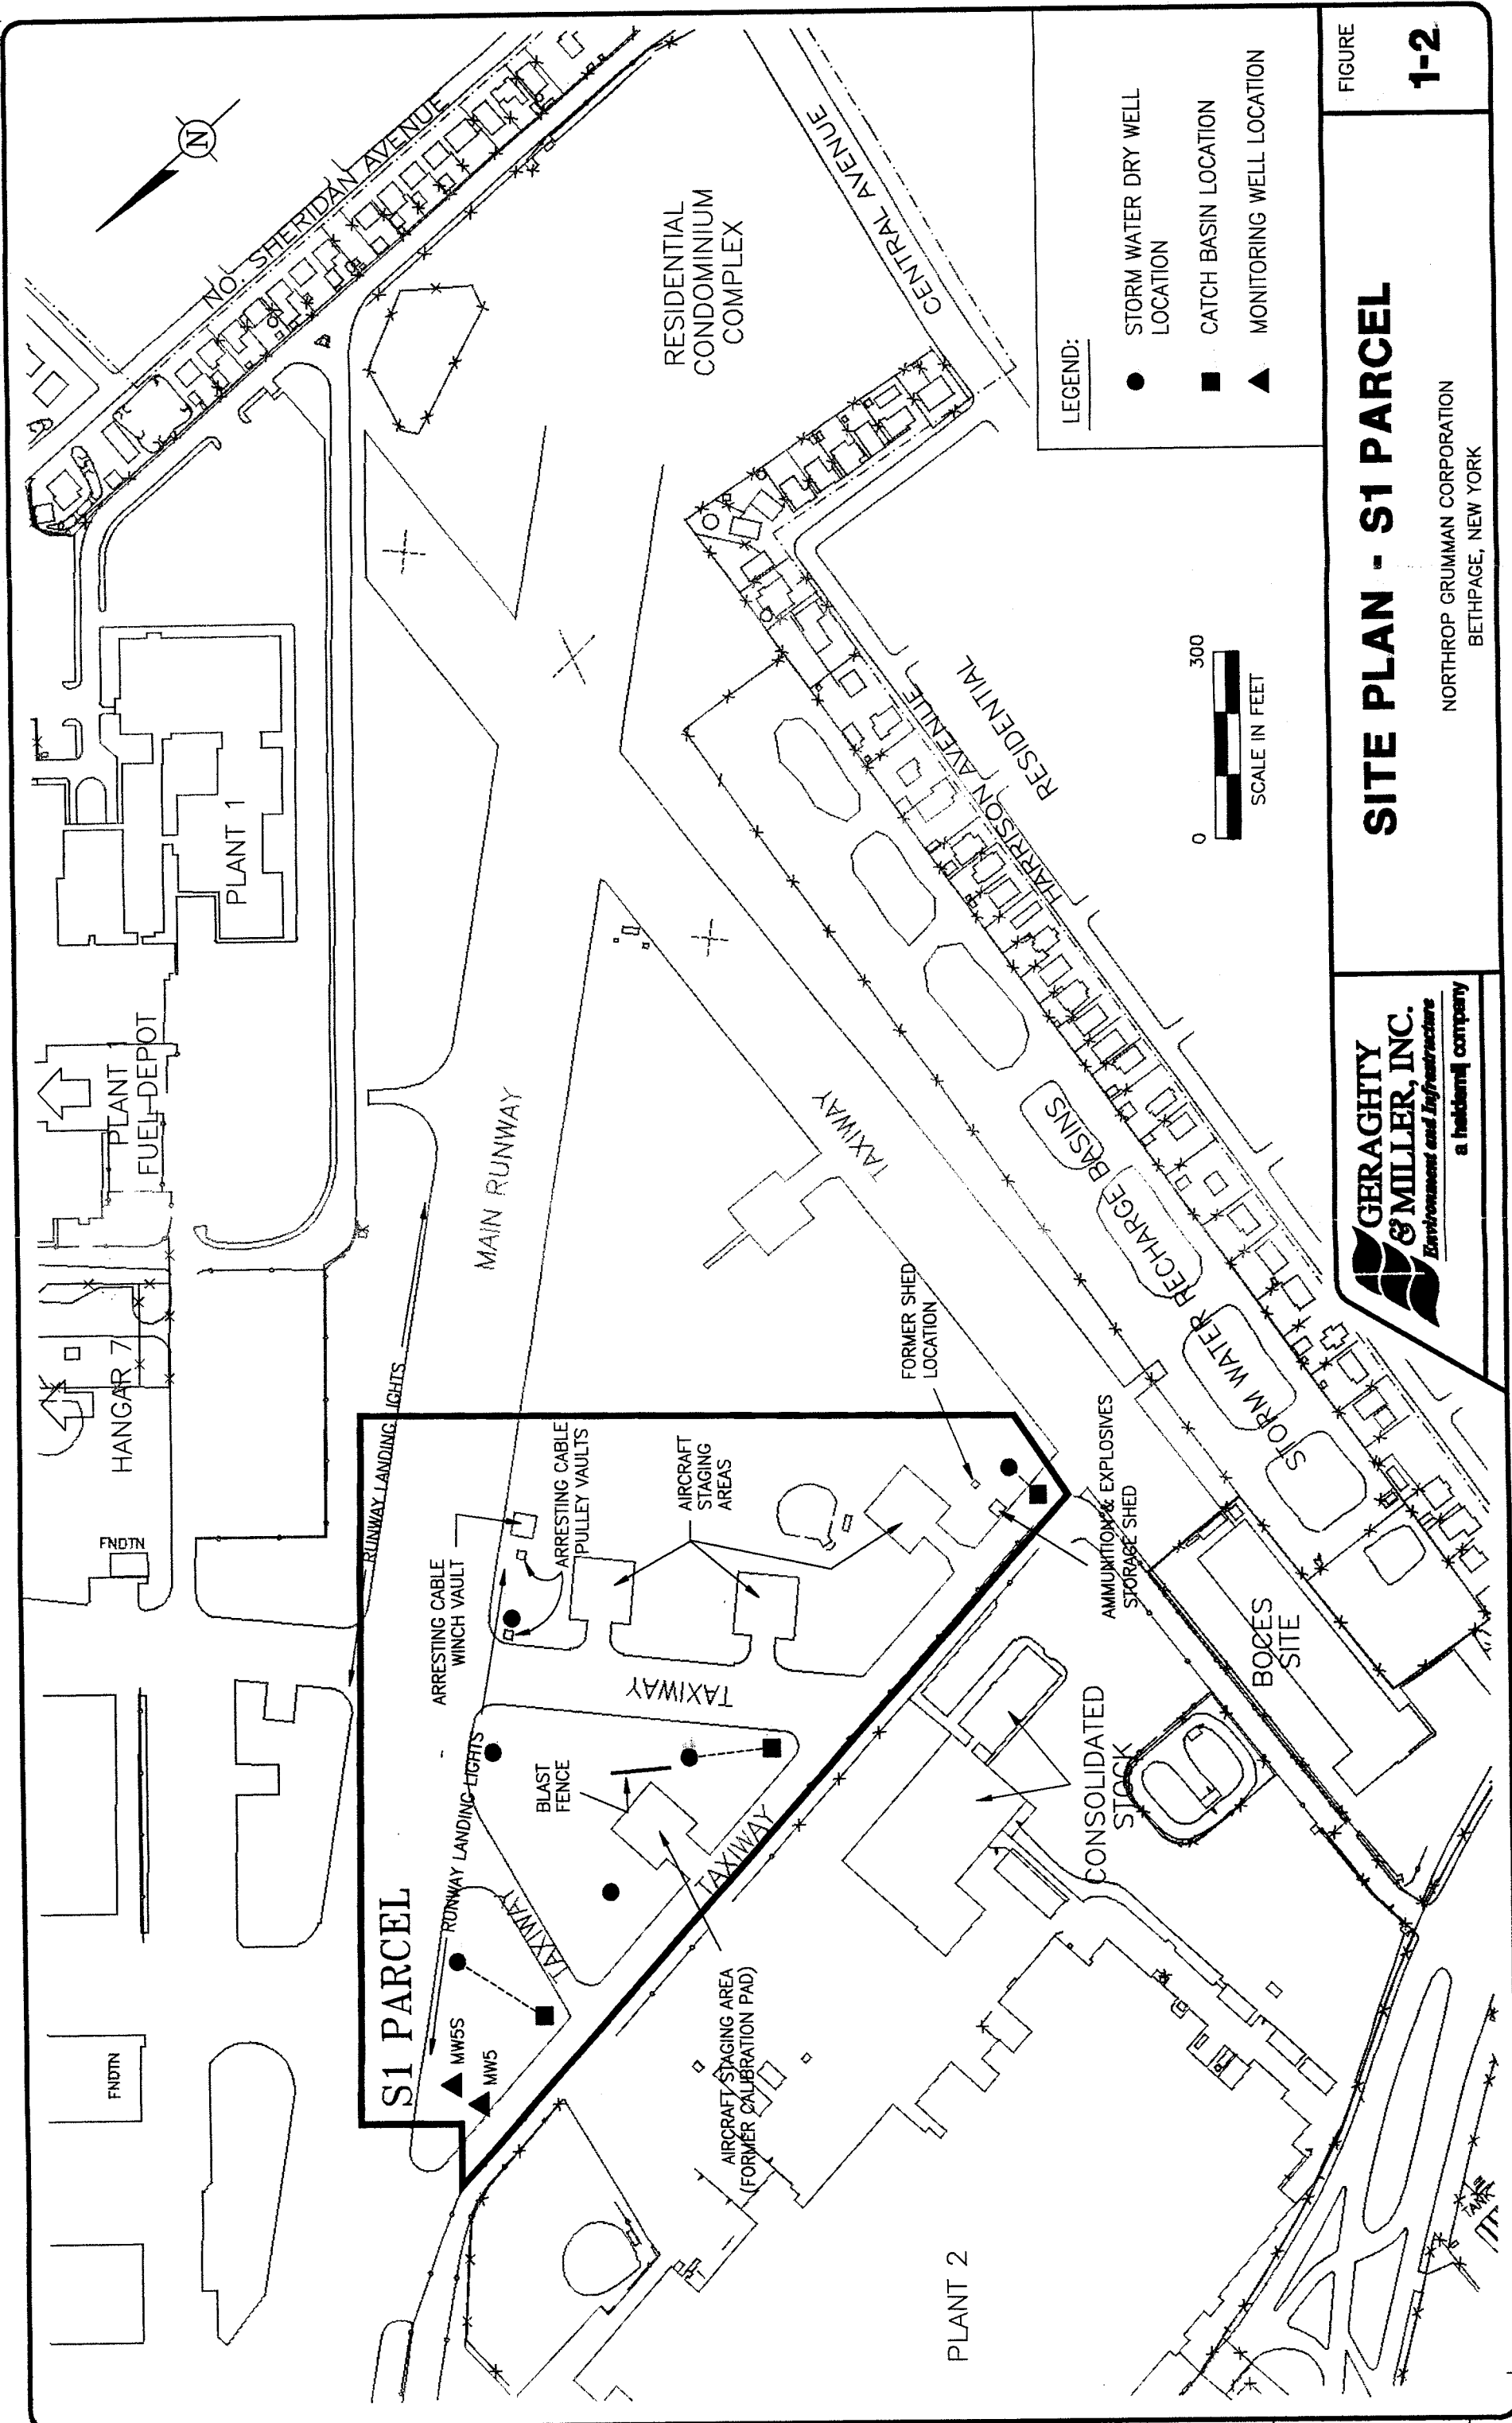 S1 PARCEL
NO. SHERIDAN AVENUE
N
PLANT 1
PLANT 1
FUEL DEPOT
HANGAR 7
FNDTN
FNDTN
RESIDENTIAL
CONDOMINIUM
COMPLEX
CENTRAL AVENUE
MAIN RUNWAY
RUNWAY LANDING LIGHTS
RUNWAY LANDING LIGHTS
ARRESTING CABLE
WINCH VAULT
ARRESTING CABLE
PULLEY VAULTS
AIRCRAFT
STAGING
AREAS
FORMER SHED
LOCATION
AMMUNITION & EXPLOSIVES
STORAGE SHED
TAXIWAY
TAXIWAY
TAXIWAY
TAXIWAY
BLAST
FENCE
MW5S
MW5
AIRCRAFT STAGING AREA
(FORMER CALIBRATION PAD)
CONSOLIDATED
STOCK
BOCES
SITE
PLANT 2
STORM WATER RECHARGE BASINS
HARRISON AVENUE
RESIDENTIAL
TANK
LEGEND:
STORM WATER DRY WELL
LOCATION
CATCH BASIN LOCATION
MONITORING WELL LOCATION
0 300
SCALE IN FEET
GERAGHTY
& MILLER, INC.
Environment and Infrastructure
a heidemij company
SITE PLAN - S1 PARCEL
NORTHROP GRUMMAN CORPORATION
BETHPAGE, NEW YORK
FIGURE
1-2